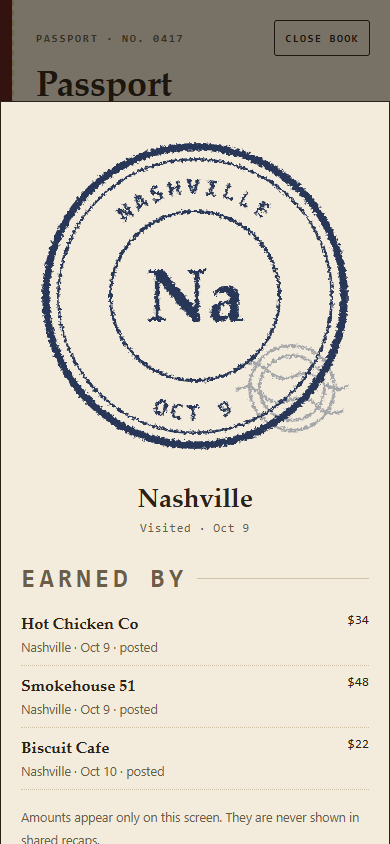 PASSPORT · NO. 0417
CLOSE BOOK
Passport
NASHVILLE
Na
OCT 9
Nashville
Visited · Oct 9
EARNED BY
Hot Chicken Co
$34
Nashville · Oct 9 · posted
Smokehouse 51
$48
Nashville · Oct 9 · posted
Biscuit Cafe
$22
Nashville · Oct 10 · posted
Amounts appear only on this screen. They are never shown in
shared recaps.